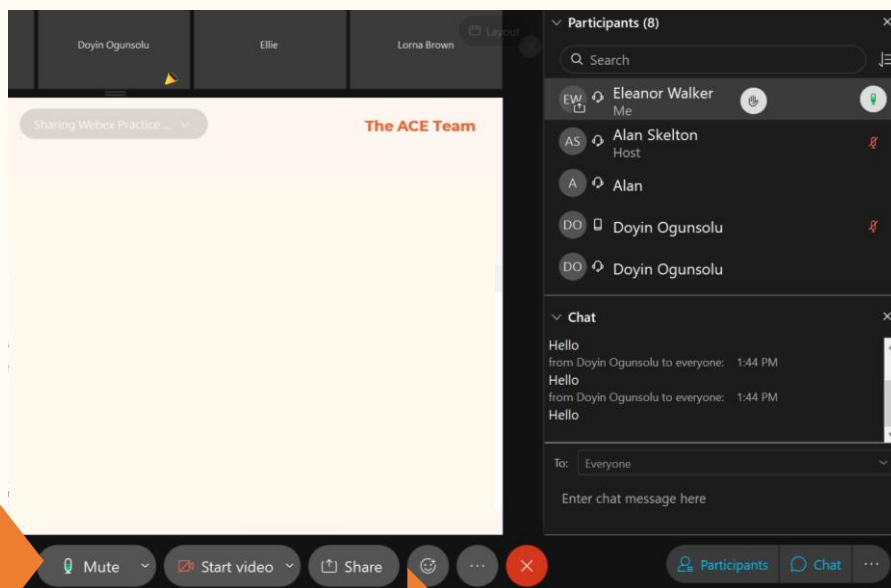 Doyin Ogunsolu
Ellie
Lorna Brown
Layout
Sharing Webex Practice ...
The ACE Team
Participants (8)
Search
EW
Eleanor Walker
Me
AS
Alan Skelton
Host
A
Alan
DO
Doyin Ogunsolu
DO
Doyin Ogunsolu
Chat
Hello
from Doyin Ogunsolu to everyone: 1:44 PM
Hello
from Doyin Ogunsolu to everyone: 1:44 PM
Hello
To: Everyone
Enter chat message here
Mute
Start video
Share
Participants
Chat